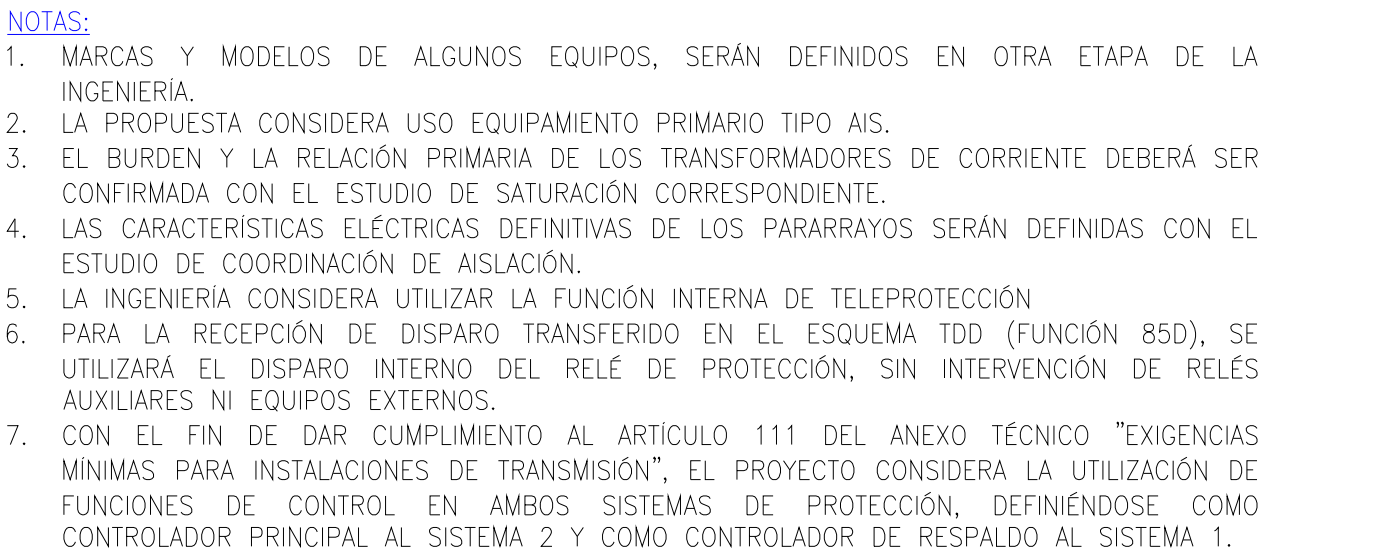 NOTAS:
1. MARCAS Y MODELOS DE ALGUNOS EQUIPOS, SERÁN DEFINIDOS EN OTRA ETAPA DE LA
INGENIERÍA.
2. LA PROPUESTA CONSIDERA USO EQUIPAMIENTO PRIMARIO TIPO AIS.
3. EL BURDEN Y LA RELACIÓN PRIMARIA DE LOS TRANSFORMADORES DE CORRIENTE DEBERÁ SER
CONFIRMADA CON EL ESTUDIO DE SATURACIÓN CORRESPONDIENTE.
4. LAS CARACTERÍSTICAS ELÉCTRICAS DEFINITIVAS DE LOS PARARRAYOS SERÁN DEFINIDAS CON EL
ESTUDIO DE COORDINACIÓN DE AISLACIÓN.
5. LA INGENIERÍA CONSIDERA UTILIZAR LA FUNCIÓN INTERNA DE TELEPROTECCIÓN
6. PARA LA RECEPCIÓN DE DISPARO TRANSFERIDO EN EL ESQUEMA TDD (FUNCIÓN 85D), SE
UTILIZARÁ EL DISPARO INTERNO DEL RELÉ DE PROTECCIÓN, SIN INTERVENCIÓN DE RELÉS
AUXILIARES NI EQUIPOS EXTERNOS.
7. CON EL FIN DE DAR CUMPLIMIENTO AL ARTÍCULO 111 DEL ANEXO TÉCNICO ”EXIGENCIAS
MÍNIMAS PARA INSTALACIONES DE TRANSMISIÓN”, EL PROYECTO CONSIDERA LA UTILIZACIÓN DE
FUNCIONES DE CONTROL EN AMBOS SISTEMAS DE PROTECCIÓN, DEFINIÉNDOSE COMO
CONTROLADOR PRINCIPAL AL SISTEMA 2 Y COMO CONTROLADOR DE RESPALDO AL SISTEMA 1.